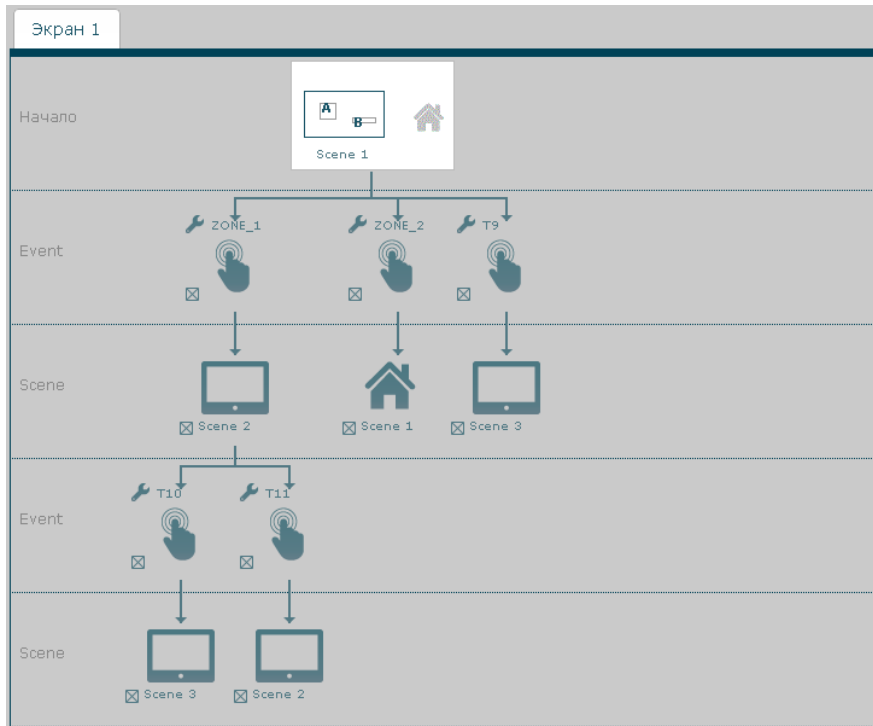 Экран 1
Начало
A
B
Scene 1
Event
ZONE_1
ZONE_2
T9
Scene
Scene 2
Scene 1
Scene 3
Event
T10
T11
Scene
Scene 3
Scene 2